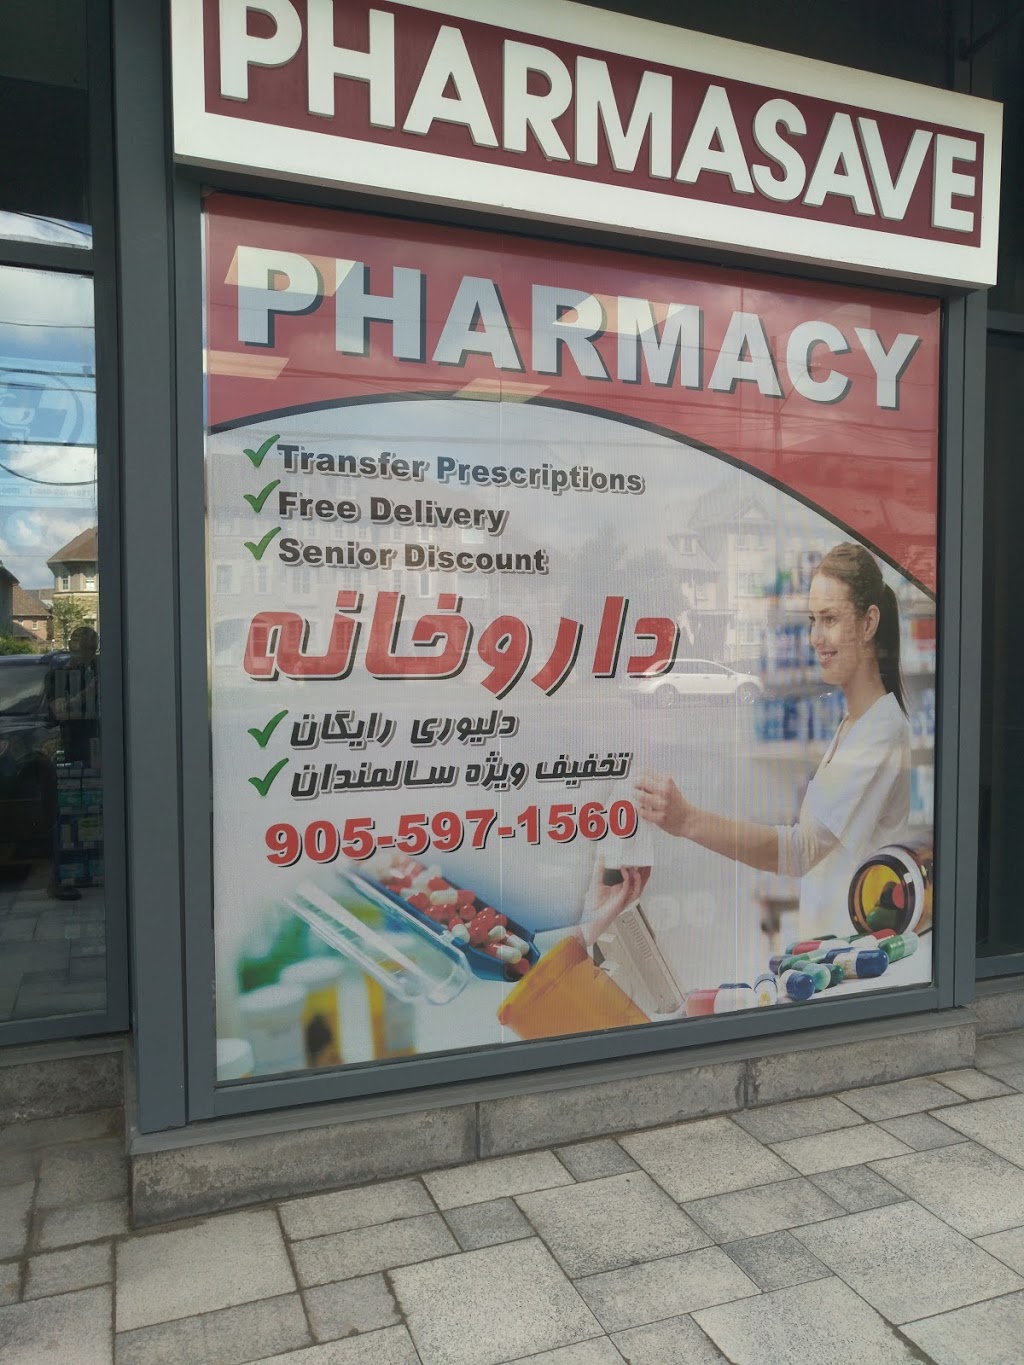 PHARMASAVE
PHARMACY
Transfer Prescriptions
Free Delivery
Senior Discount
داروخانه
دلیوری رایگان
تخفیف ویژه سالمندان
905-597-1560